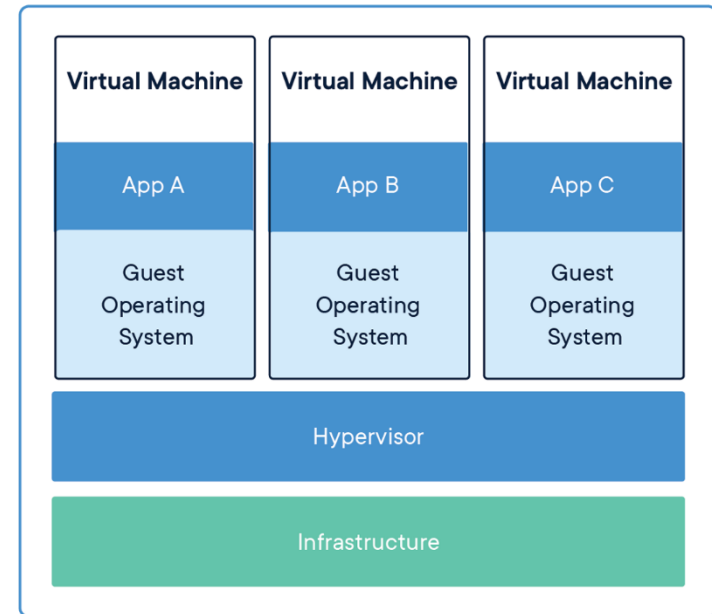 Virtual Machine
App A
Guest
Operating
System
Virtual Machine
App B
Guest
Operating
System
Virtual Machine
App C
Guest
Operating
System
Hypervisor
Infrastructure